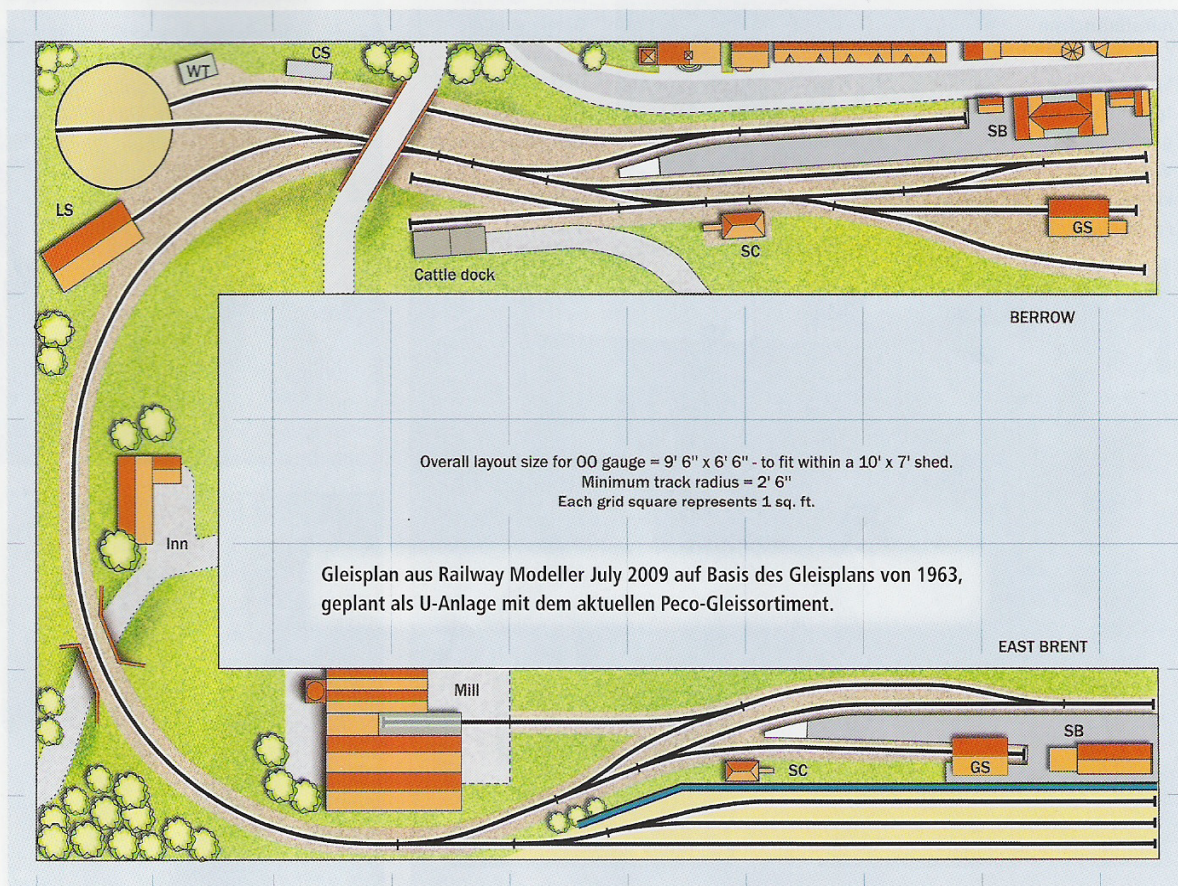 WT
CS
LS
SB
GS
SC
Cattle dock
BERROW
Overall layout size for OO gauge = 9' 6" x 6' 6" - to fit within a 10' x 7' shed.
Minimum track radius = 2' 6"
Each grid square represents 1 sq. ft.
Inn
Gleisplan aus Railway Modeller July 2009 auf Basis des Gleisplans von 1963,
geplant als U-Anlage mit dem aktuellen Peco-Gleissortiment.
EAST BRENT
Mill
SB
SC
GS